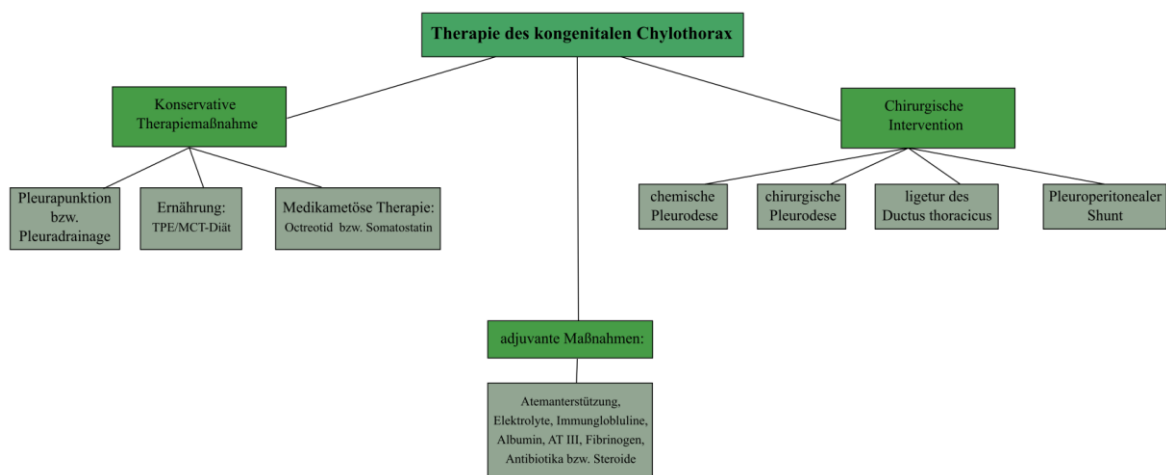 Therapie des kongenitalen Chylothorax
Konservative
Therapiemaßnahme
Pleurapunktion
bzw.
Pleuradrainage
Ernährung:
TPE/MCT-Diät
Medikametöse Therapie:
Octreotid bzw. Somatostatin
Chirurgische
Intervention
chemische
Pleurodese
chirurgische
Pleurodese
ligetur des
Ductus thoracicus
Pleuroperitonealer
Shunt
adjuvante Maßnahmen:
Atemanterstützung,
Elektrolyte, Immunglobluline,
Albumin, AT III, Fibrinogen,
Antibiotika bzw. Steroide